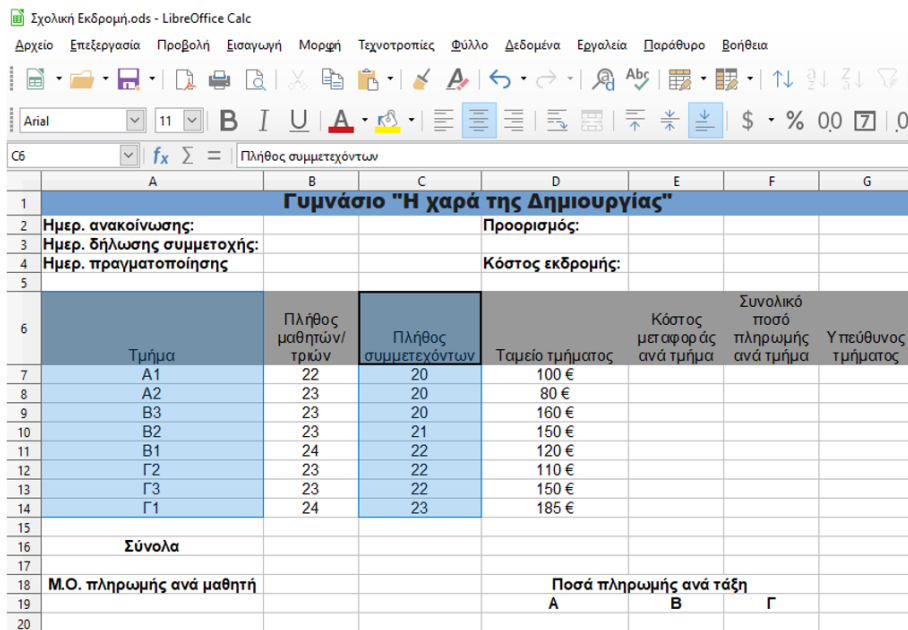 Σχολική Εκδρομή.ods - LibreOffice Calc
Αρχείο Επεξεργασία Προβολή Εισαγωγή Μορφή Τεχνοτροπίες Φύλλο Δεδομένα Εργαλεία Παράθυρο Βοήθεια
Arial 11 B I U A $ % 00 7
C6 fx Σ = Πλήθος συμμετεχόντων
A B C D E F G
1 Γυμνάσιο "Η χαρά της Δημιουργίας"
2 Ημερ. ανακοίνωσης: Προορισμός:
3 Ημερ. δήλωσης συμμετοχής:
4 Ημερ. πραγματοποίησης Κόστος εκδρομής:
5
6 Τμήμα Πλήθος μαθητών/τριών Πλήθος συμμετεχόντων Ταμείο τμήματος Κόστος μεταφοράς ανά τμήμα Συνολικό ποσό πληρωμής ανά τμήμα Υπεύθυνος τμήματος
7 Α1 22 20 100 €
8 Α2 23 20 80 €
9 Β3 23 20 160 €
10 Β2 23 21 150 €
11 Β1 24 22 120 €
12 Γ2 23 22 110 €
13 Γ3 23 22 150 €
14 Γ1 24 23 185 €
15
16 Σύνολα
17
18 Μ.Ο. πληρωμής ανά μαθητή Ποσά πληρωμής ανά τάξη
19 Α Β Γ
20